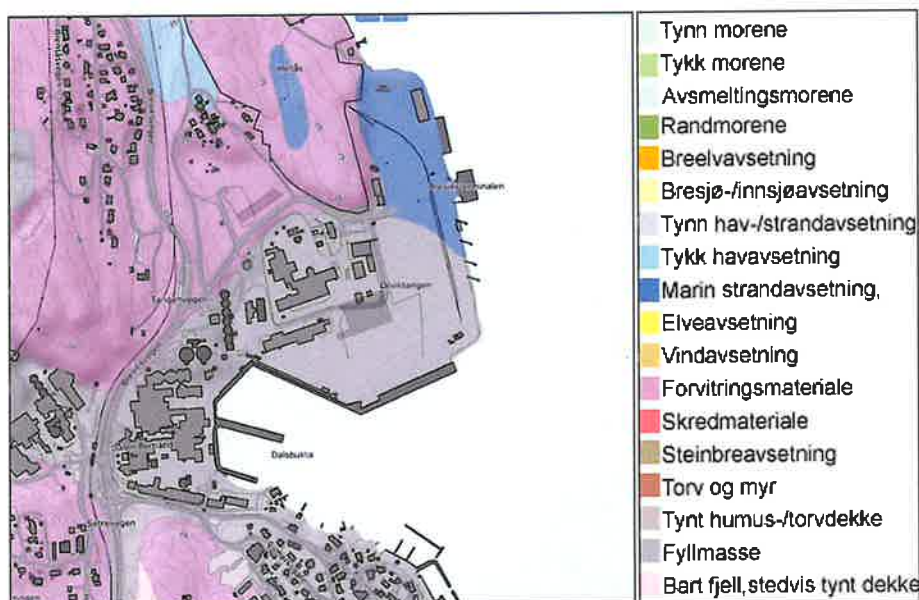 Dalsbukta
Tynn morene
Tykk morene
Avsmeltingsmorene
Randmorene
Breelvavsetning
Bresjø-/innsjøavsetning
Tynn hav-/strandavsetning
Tykk havavsetning
Marin strandavsetning,
Elveavsetning
Vindavsetning
Forvitringsmateriale
Skredmateriale
Steinbreavsetning
Torv og myr
Tynt humus-/torvdekke
Fyllmasse
Bart fjell, stedvis tynt dekke